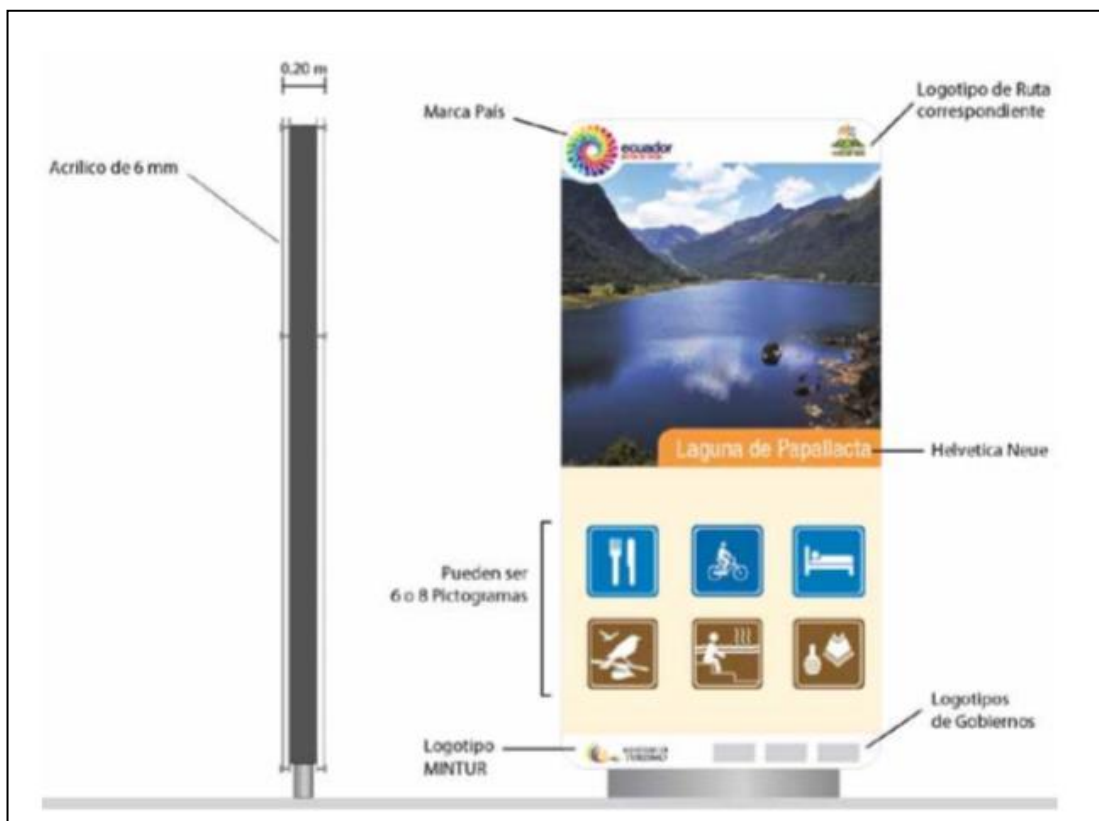 0.20 m
Acrílico de 6 mm
Marca País
Logotipo de Ruta
correspondiente
ecuador
Laguna de Papallacta
Helvetica Neue
Pueden ser
6 o 8 Pictogramas
Logotipos
de Gobiernos
Logotipo
MINTUR
TURISMO